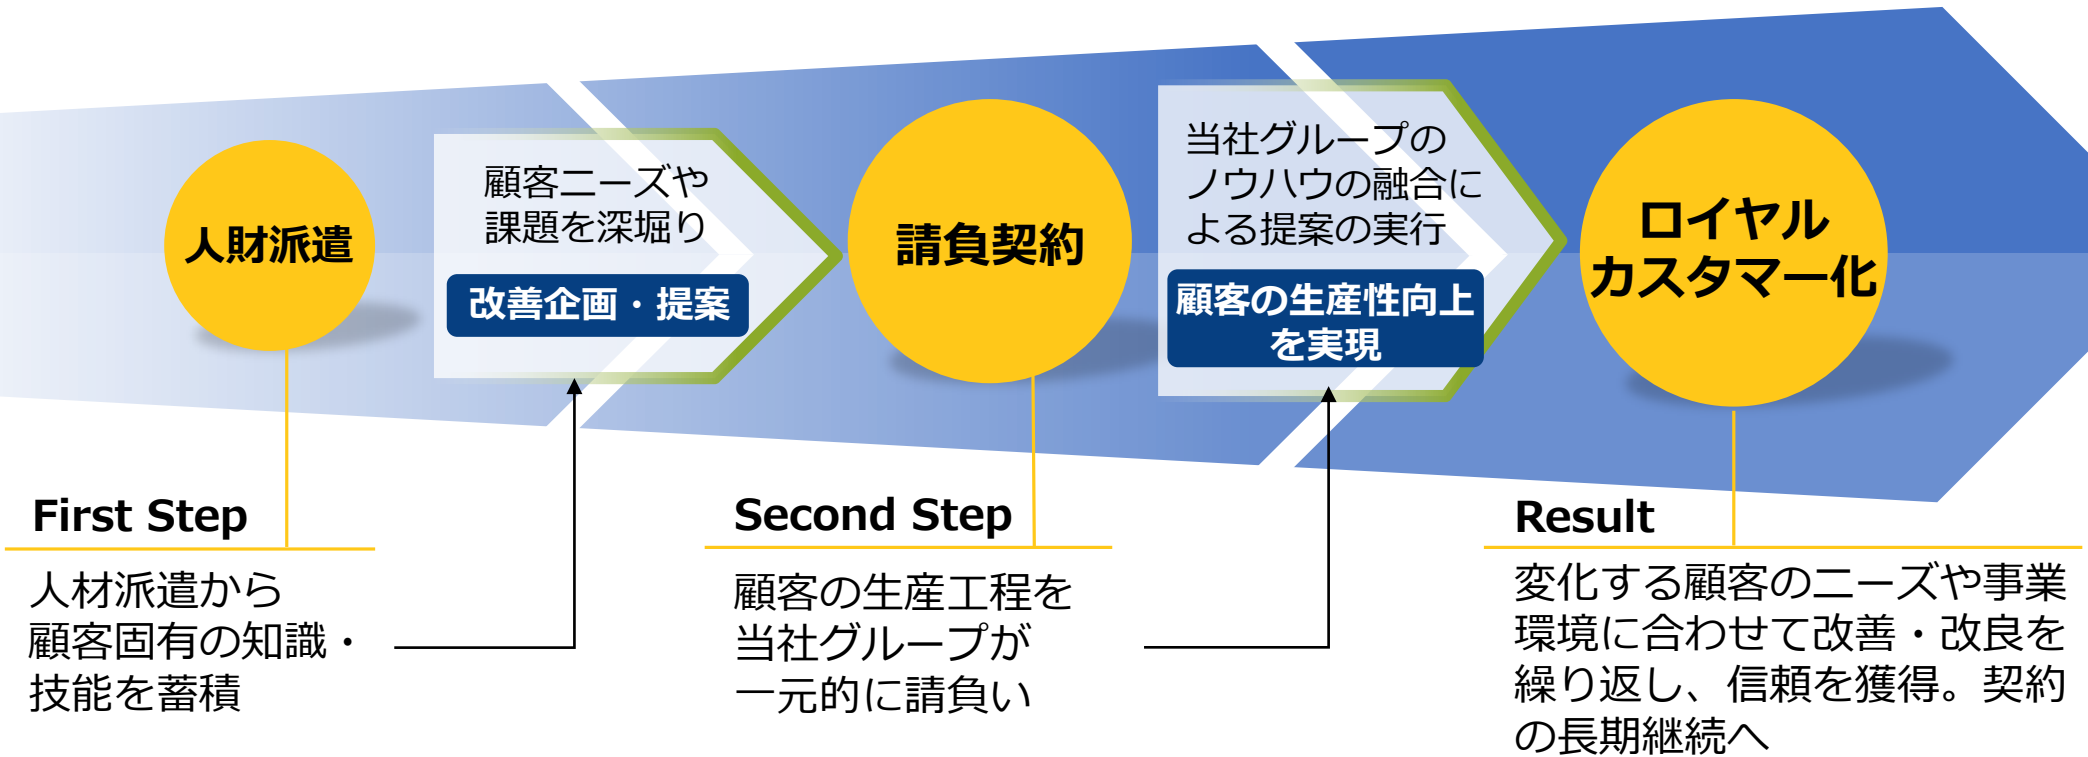 人財派遣
顧客ニーズや
課題を深堀り
改善企画・提案
請負契約
当社グループの
ノウハウの融合に
よる提案の実行
顧客の生産性向上
を実現
ロイヤル
カスタマー化
First Step
人材派遣から
顧客固有の知識・
技能を蓄積
Second Step
顧客の生産工程を
当社グループが
一元的に請負い
Result
変化する顧客のニーズや事業
環境に合わせて改善・改良を
繰り返し、信頼を獲得。契約
の長期継続へ